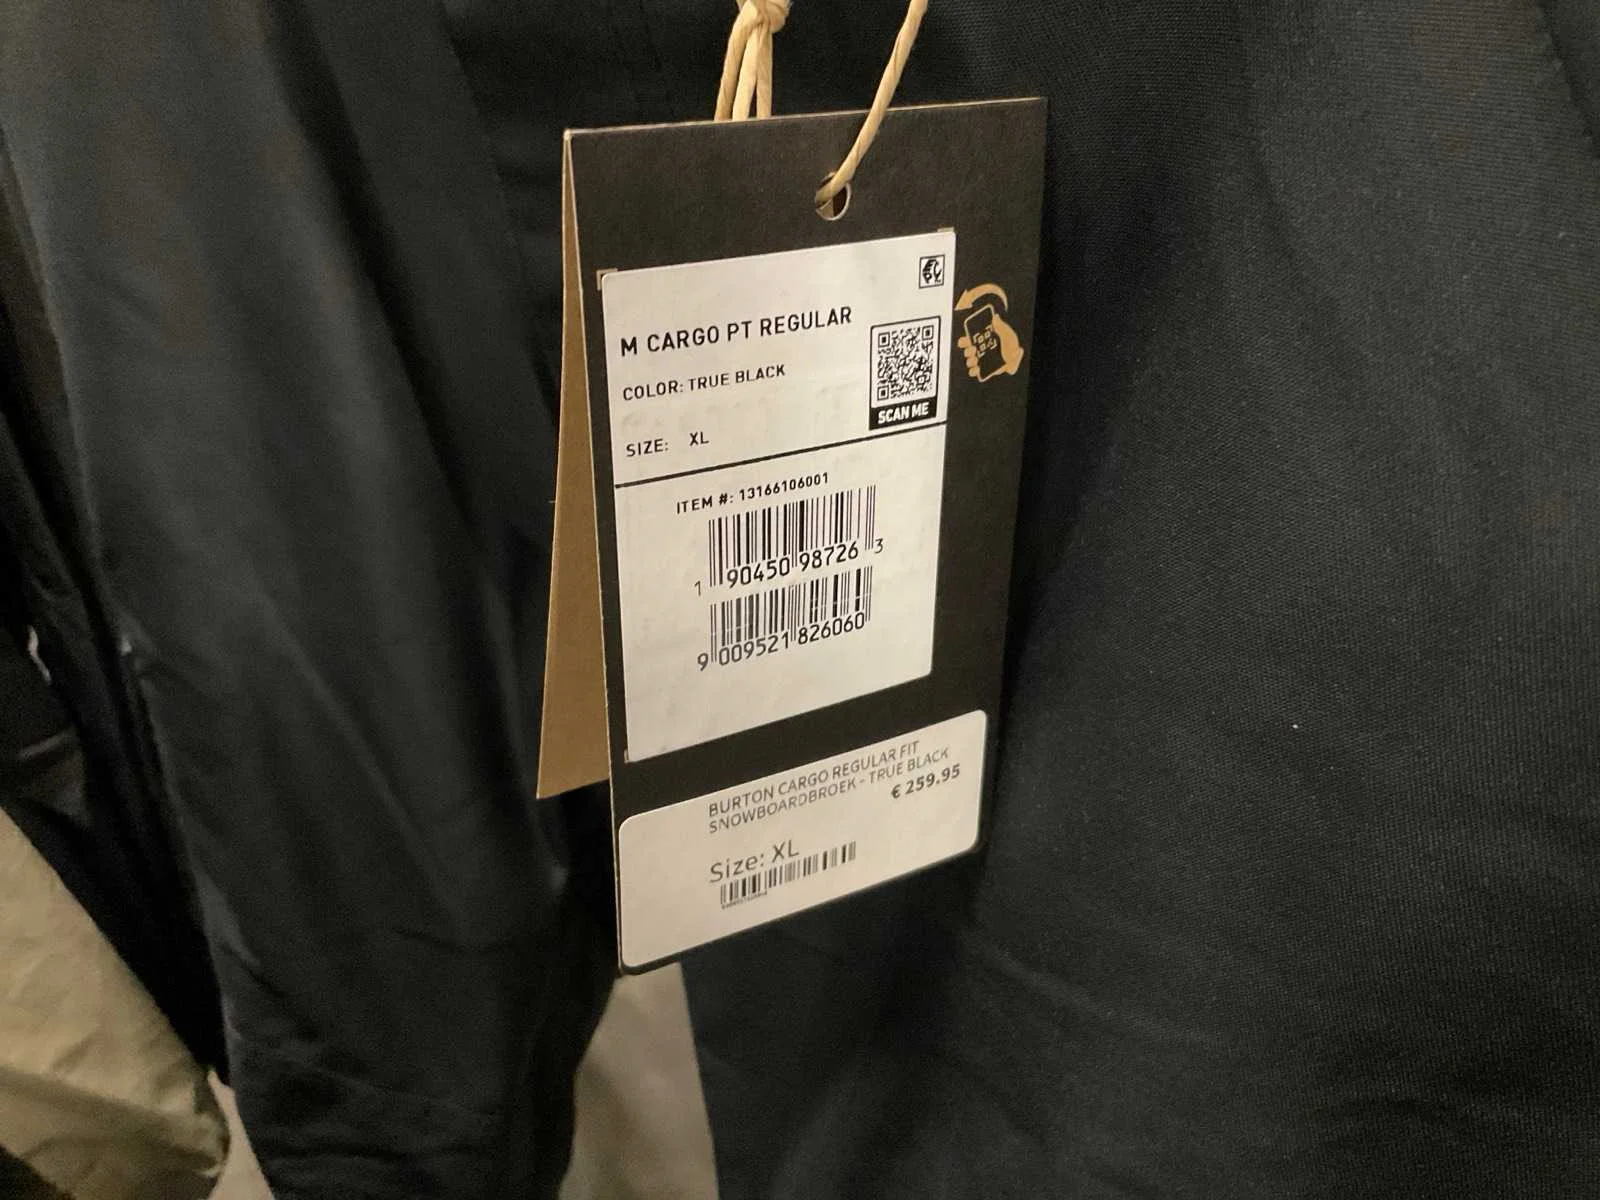 M CARGO PT REGULAR
COLOR: TRUE BLACK
SCAN ME
SIZE: XL
ITEM #: 13166106001
1 90450 98726 3
9 009521 826060
BURTON CARGO REGULAR FIT
SNOWBOARDBROEK - TRUE BLACK
€ 259.95
Size: XL